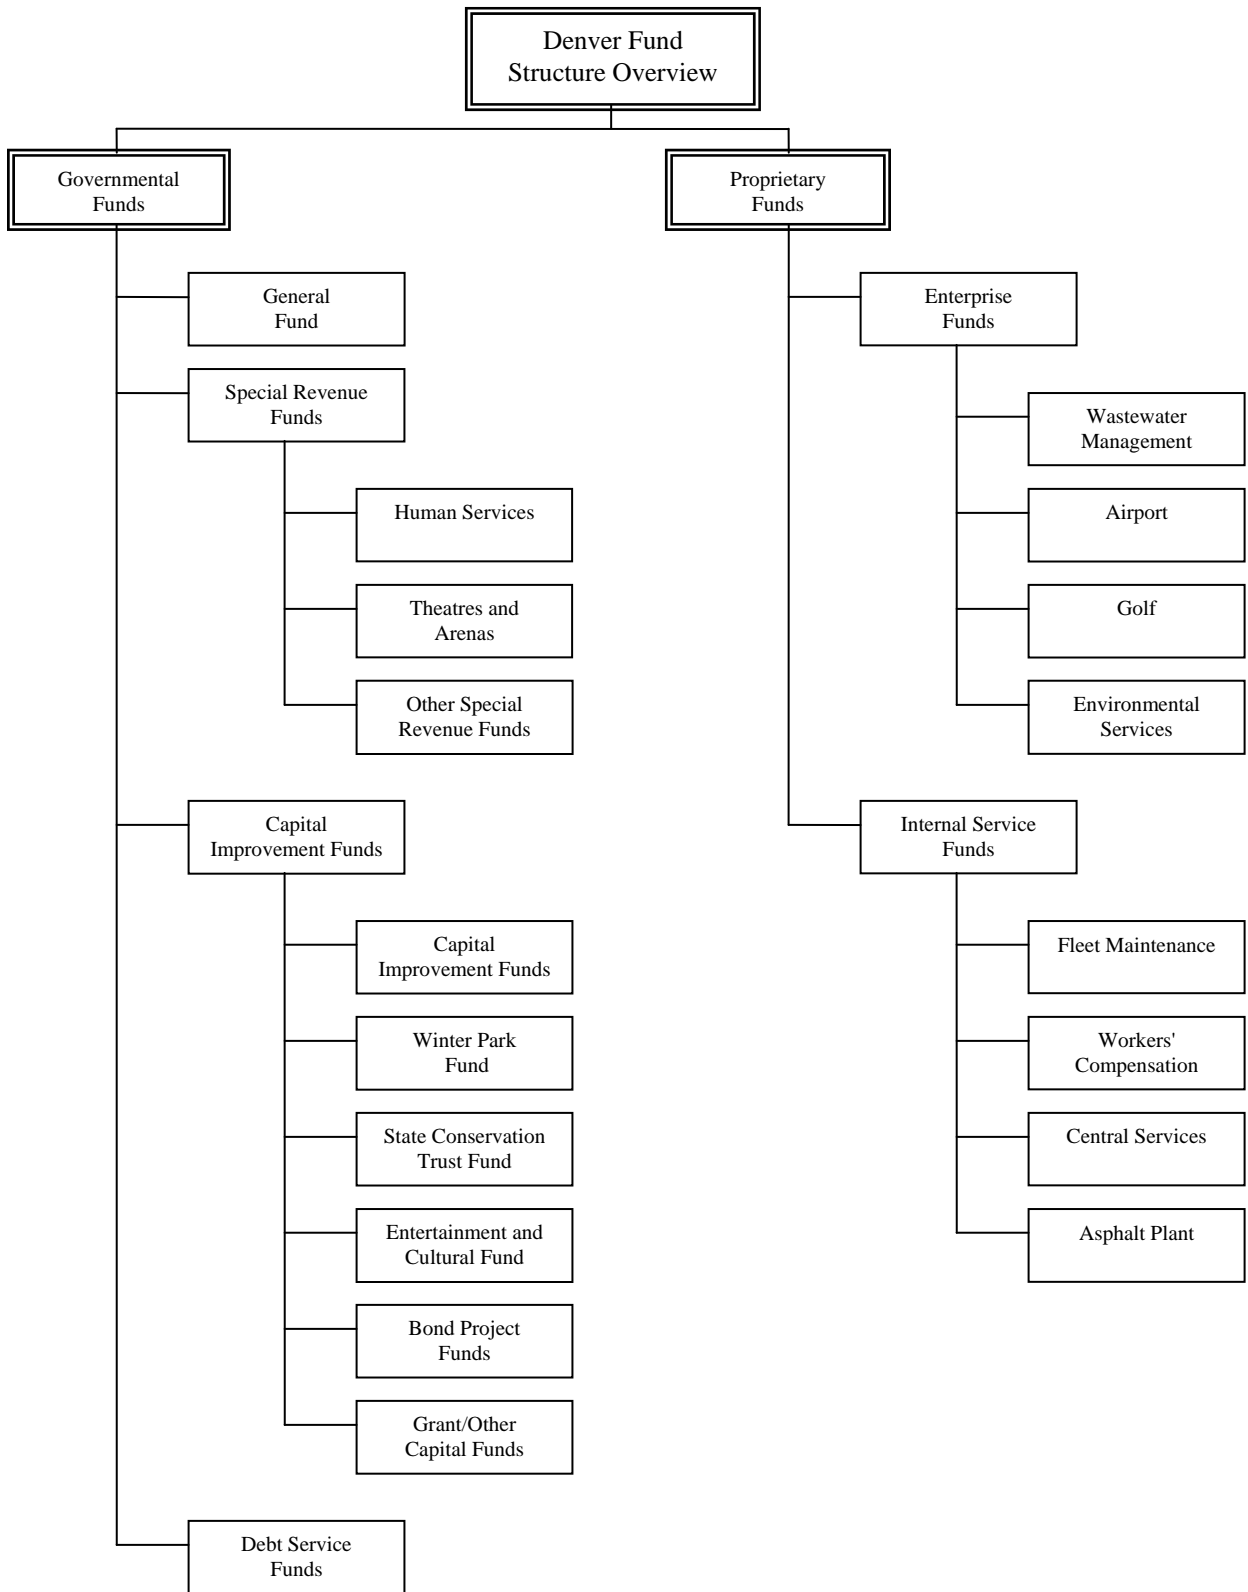 Denver Fund
Structure Overview
Governmental
Funds
Proprietary
Funds
General
Fund
Special Revenue
Funds
Human Services
Theatres and
Arenas
Other Special
Revenue Funds
Capital
Improvement Funds
Capital
Improvement Funds
Winter Park
Fund
State Conservation
Trust Fund
Entertainment and
Cultural Fund
Bond Project
Funds
Grant/Other
Capital Funds
Debt Service
Funds
Enterprise
Funds
Wastewater
Management
Airport
Golf
Environmental
Services
Internal Service
Funds
Fleet Maintenance
Workers'
Compensation
Central Services
Asphalt Plant